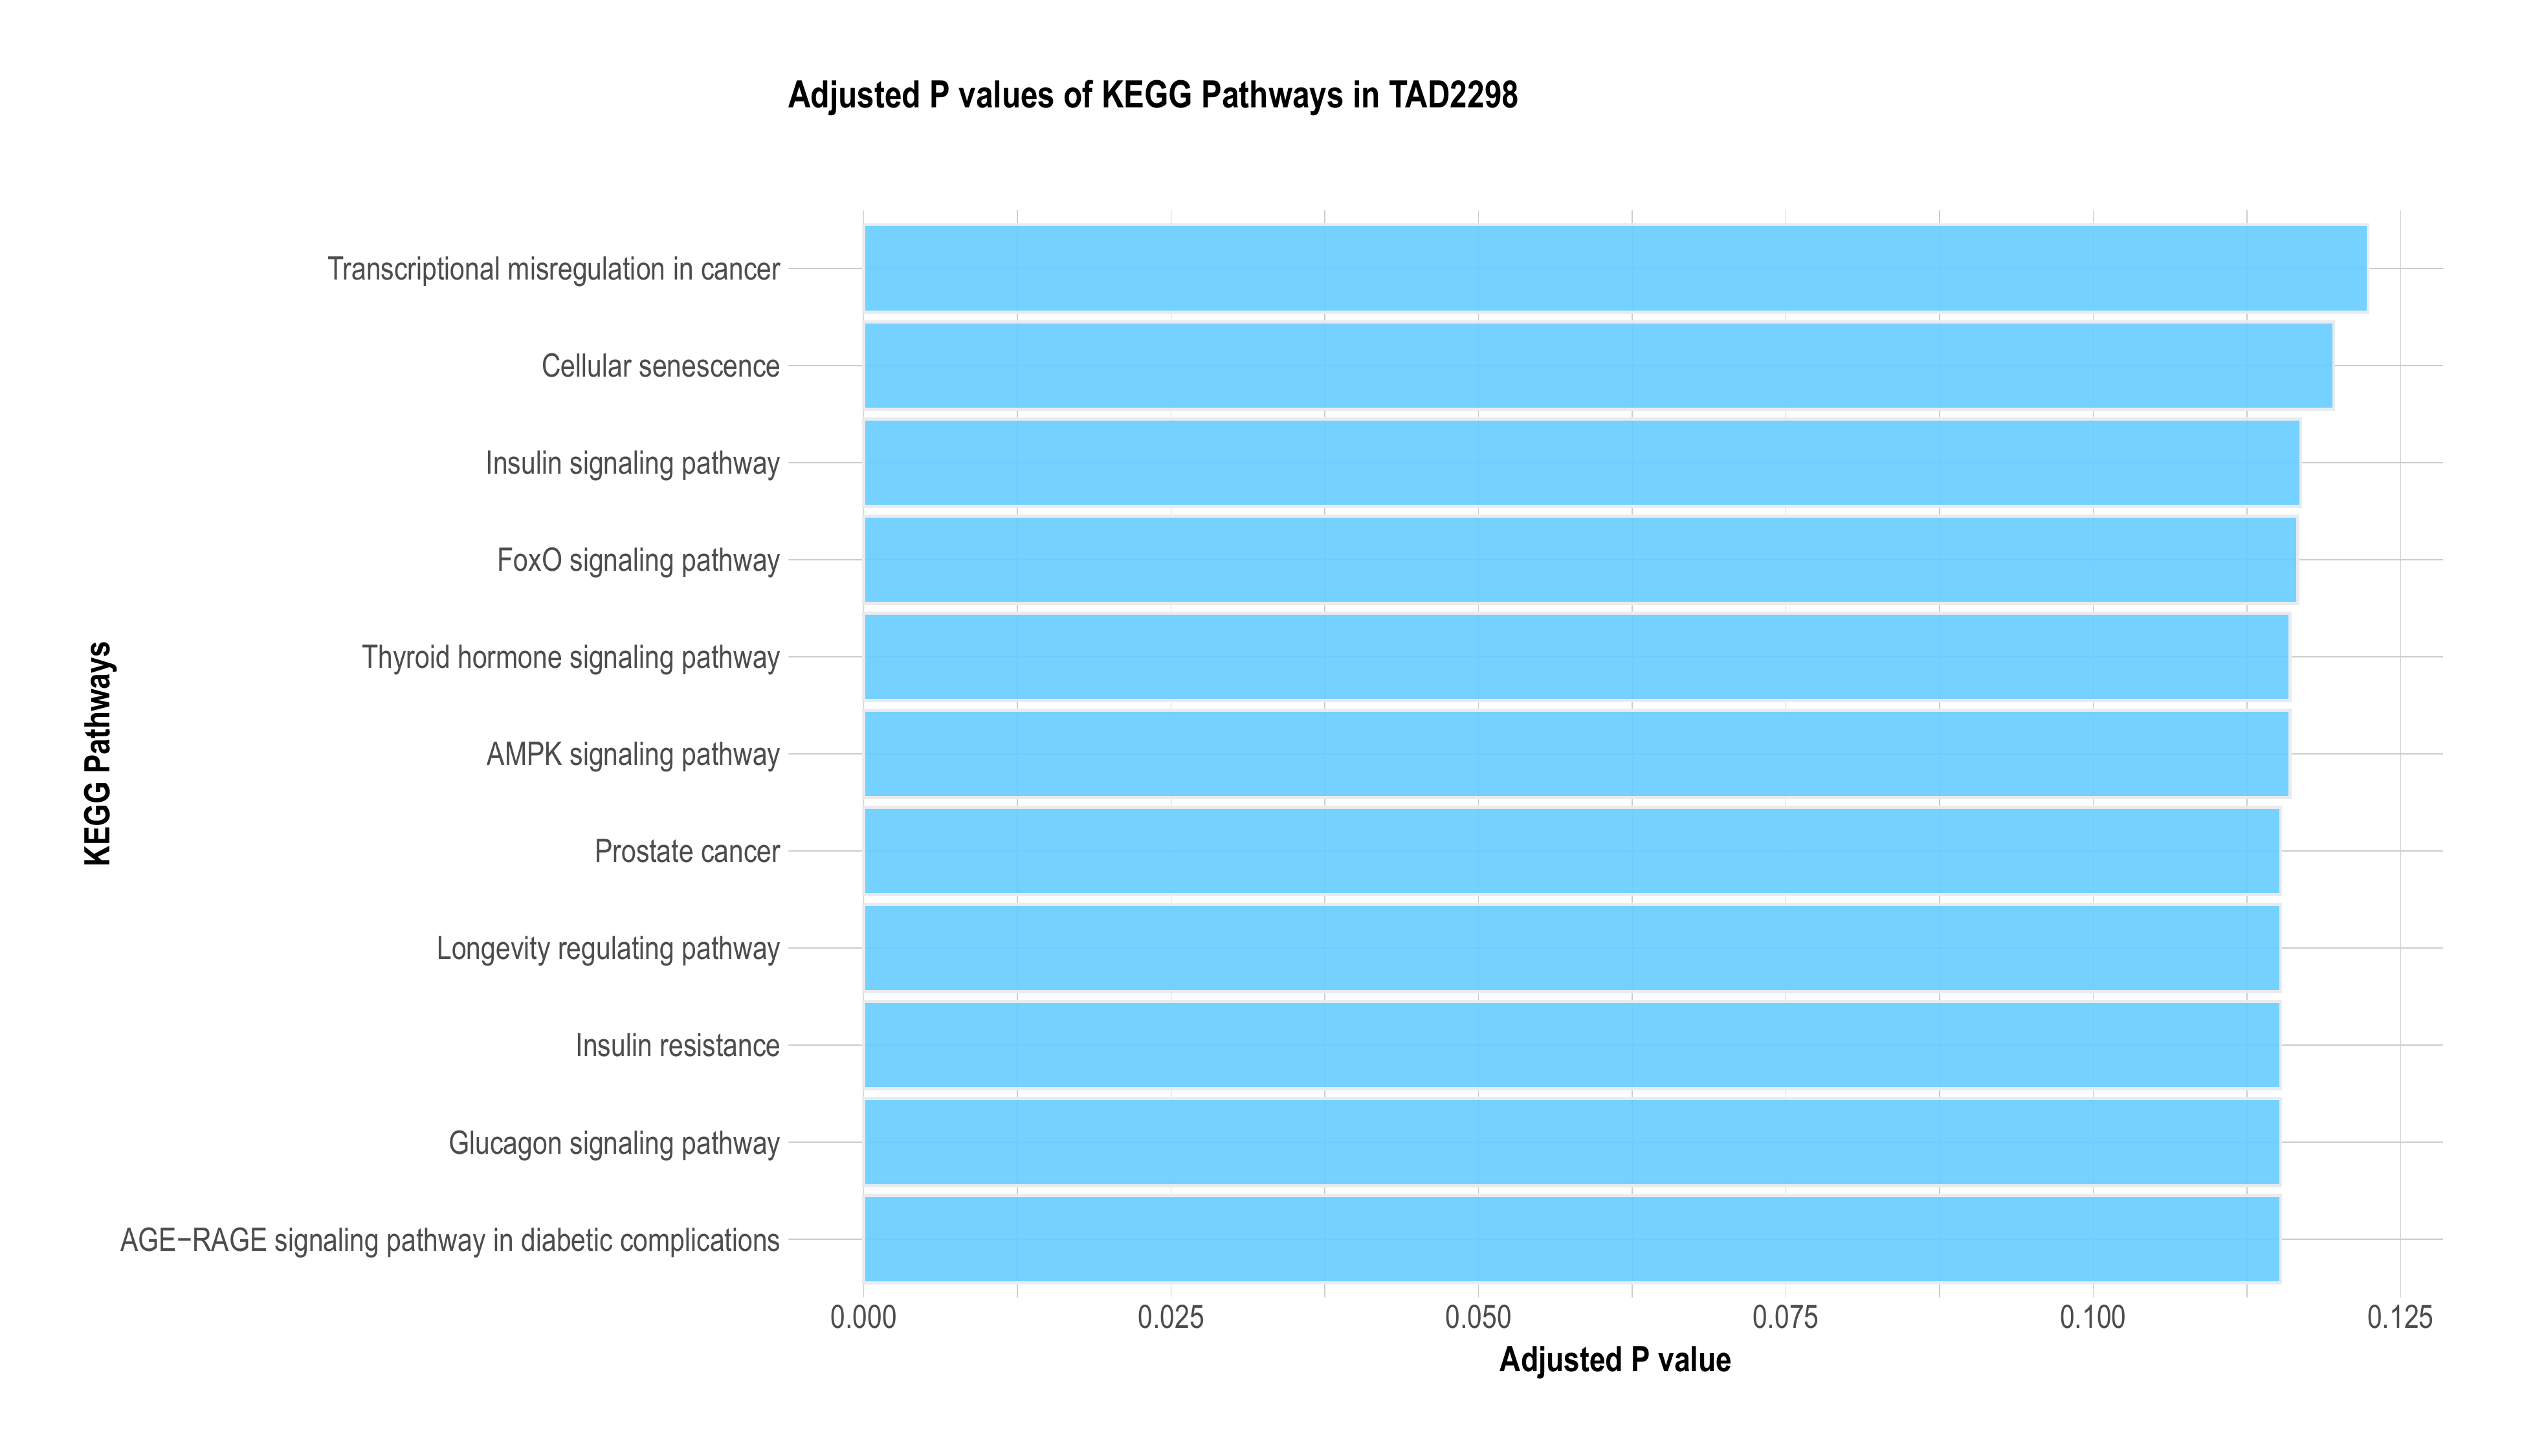 Adjusted P values of KEGG Pathways in TAD2298
KEGG Pathways
Transcriptional misregulation in cancer
Cellular senescence
Insulin signaling pathway
FoxO signaling pathway
Thyroid hormone signaling pathway
AMPK signaling pathway
Prostate cancer
Longevity regulating pathway
Insulin resistance
Glucagon signaling pathway
AGE−RAGE signaling pathway in diabetic complications
0.000 0.025 0.050 0.075 0.100 0.125
Adjusted P value